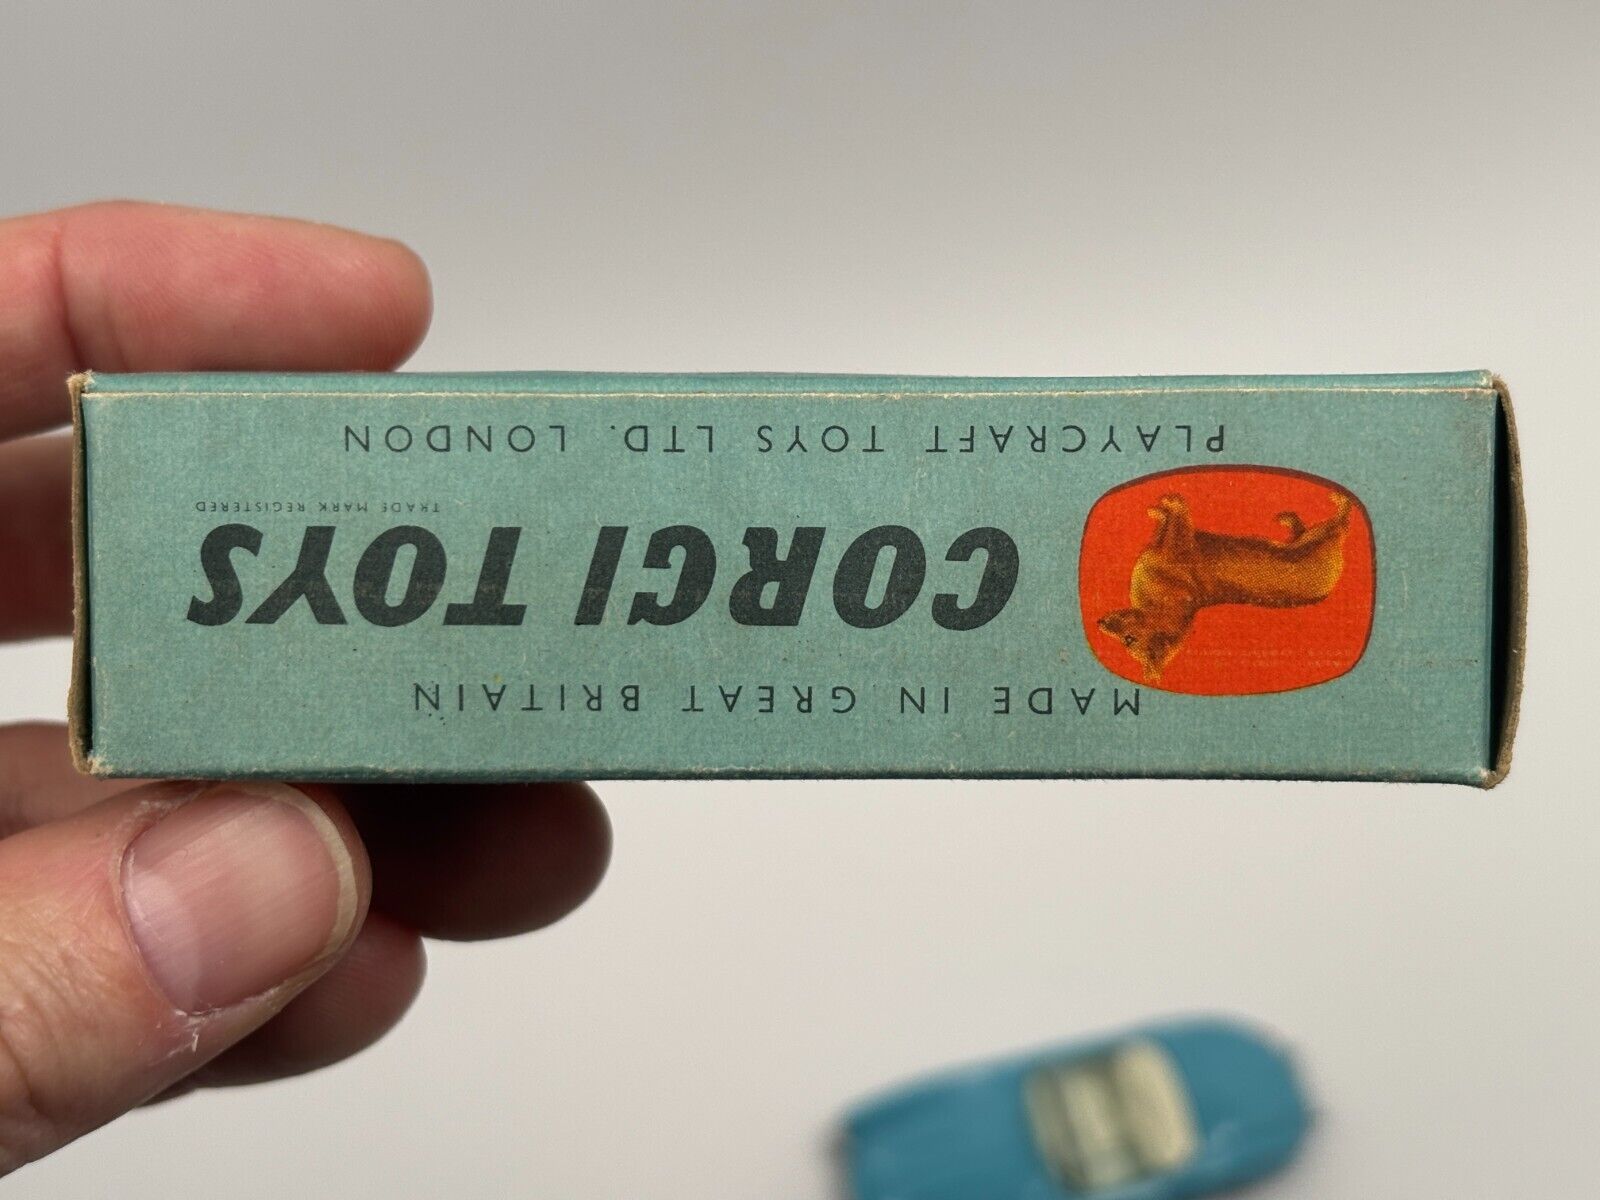 MADE IN GREAT BRITAIN
CORGI TOYS
TRADE MARK REGISTERED
PLAYCRAFT TOYS LTD. LONDON